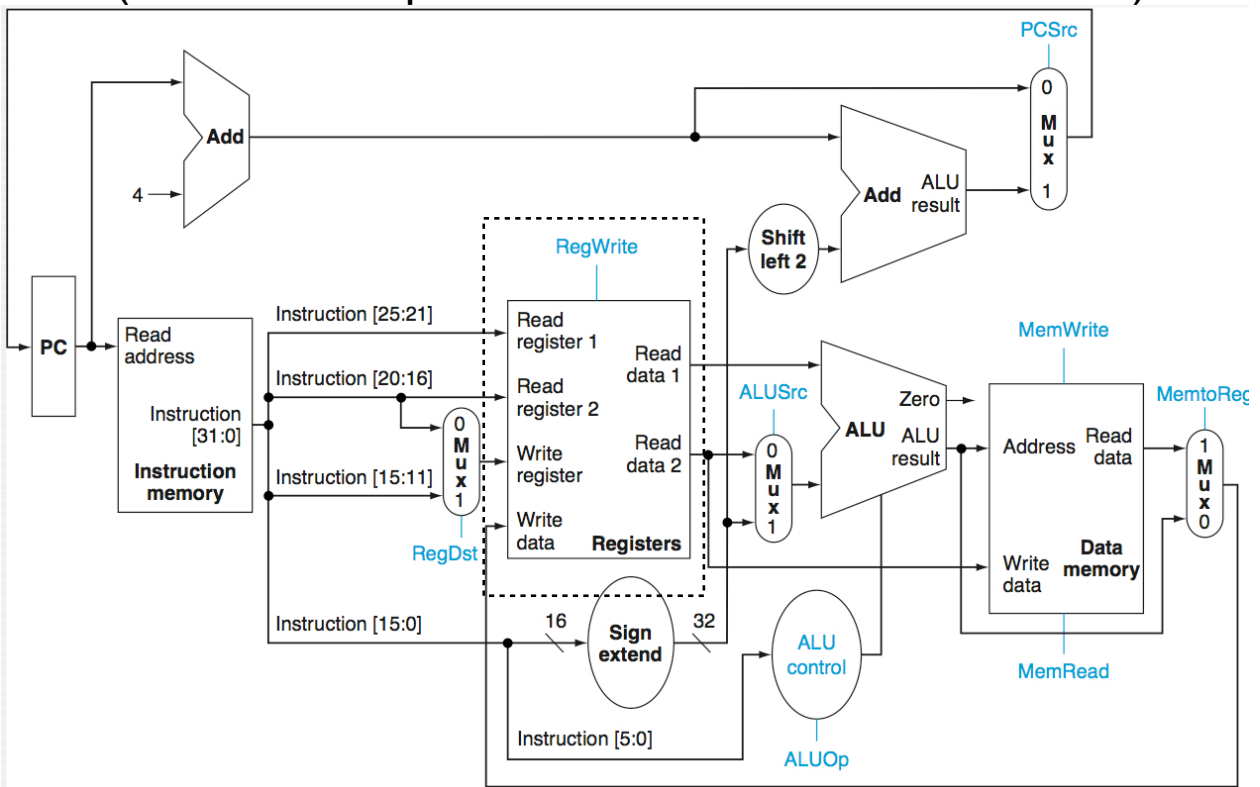 PCSrc
0
M
u
x
1
Add
4
Add
ALU
result
Shift
left 2
RegWrite
PC
Read
address
Instruction
[31:0]
Instruction
memory
Instruction [25:21]
Instruction [20:16]
Instruction [15:11]
Instruction [15:0]
0
M
u
x
1
RegDst
Read
register 1
Read
register 2
Write
register
Write
data
Read
data 1
Read
data 2
Registers
ALUSrc
0
M
u
x
1
Zero
ALU
ALU
result
MemWrite
Address
Read
data
Write
data
Data
memory
MemRead
MemtoReg
1
M
u
x
0
16
Sign
extend
32
ALU
control
ALUOp
Instruction [5:0]